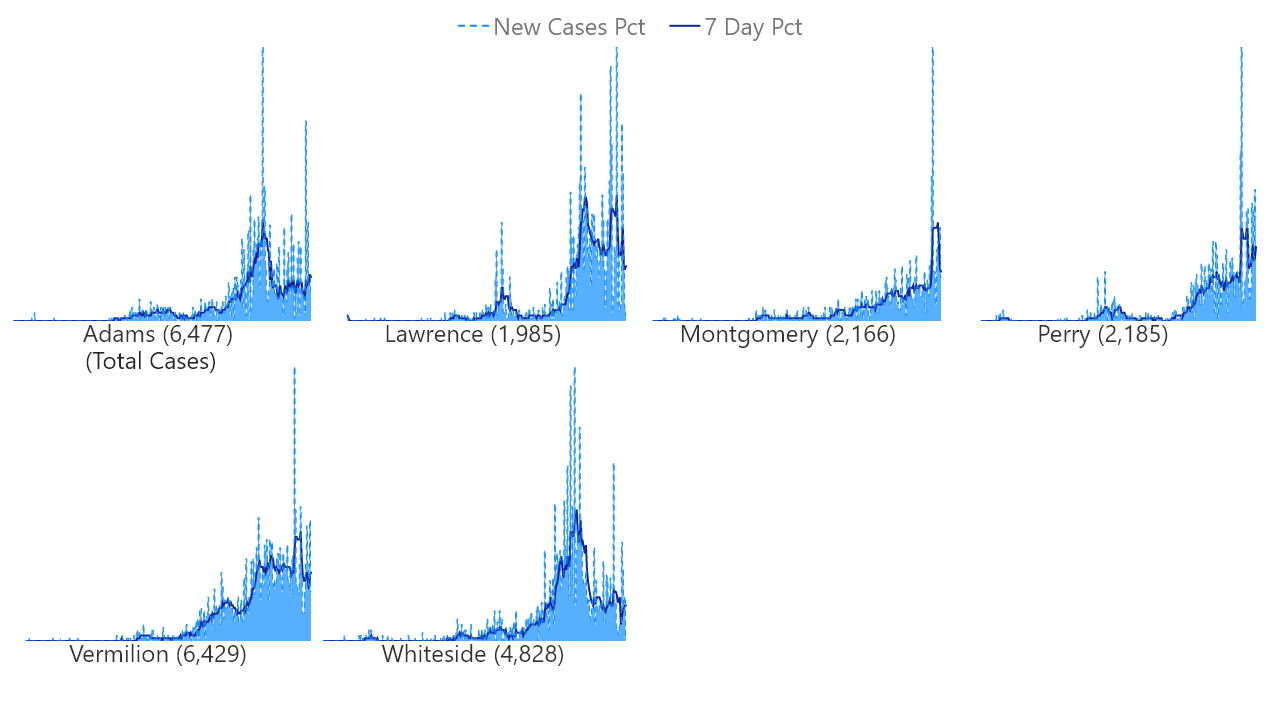 New Cases Pct 7 Day Pct
Adams (6,477)
(Total Cases)
Lawrence (1,985)
Montgomery (2,166)
Perry (2,185)
Vermilion (6,429)
Whiteside (4,828)